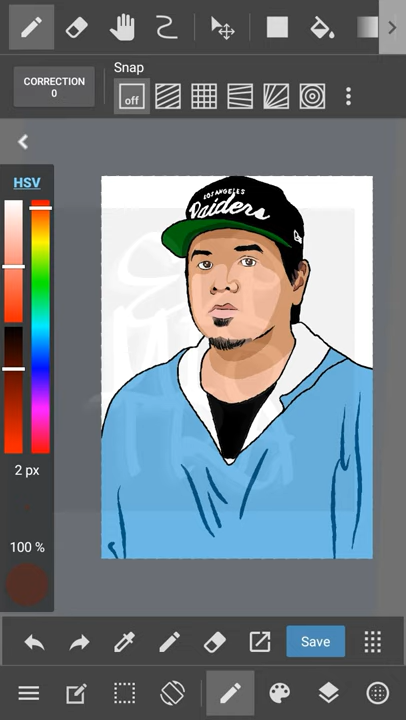 CORRECTION
0
Snap
off
HSV
2 px
100 %
LOS ANGELES
Raiders
Save